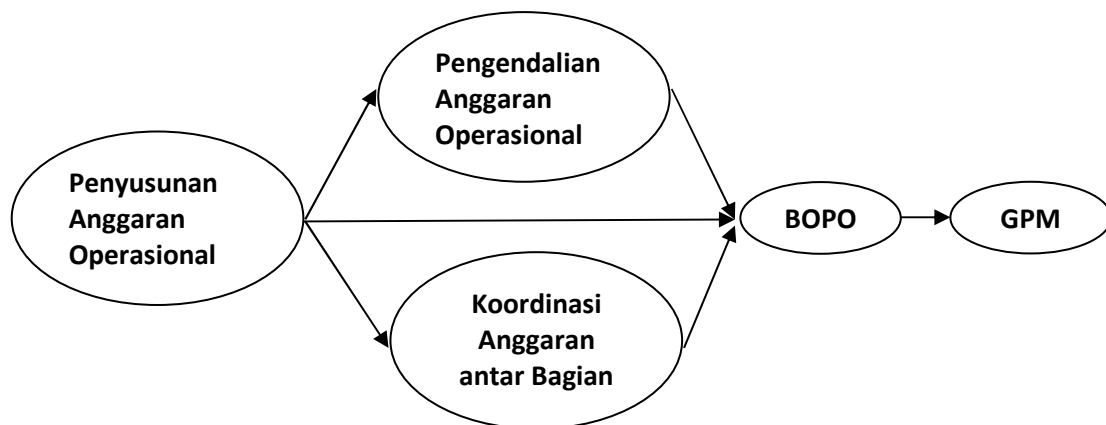 Pengendalian
Anggaran
Operasional
Penyusunan
Anggaran
Operasional
BOPO
GPM
Koordinasi
Anggaran
antar Bagian